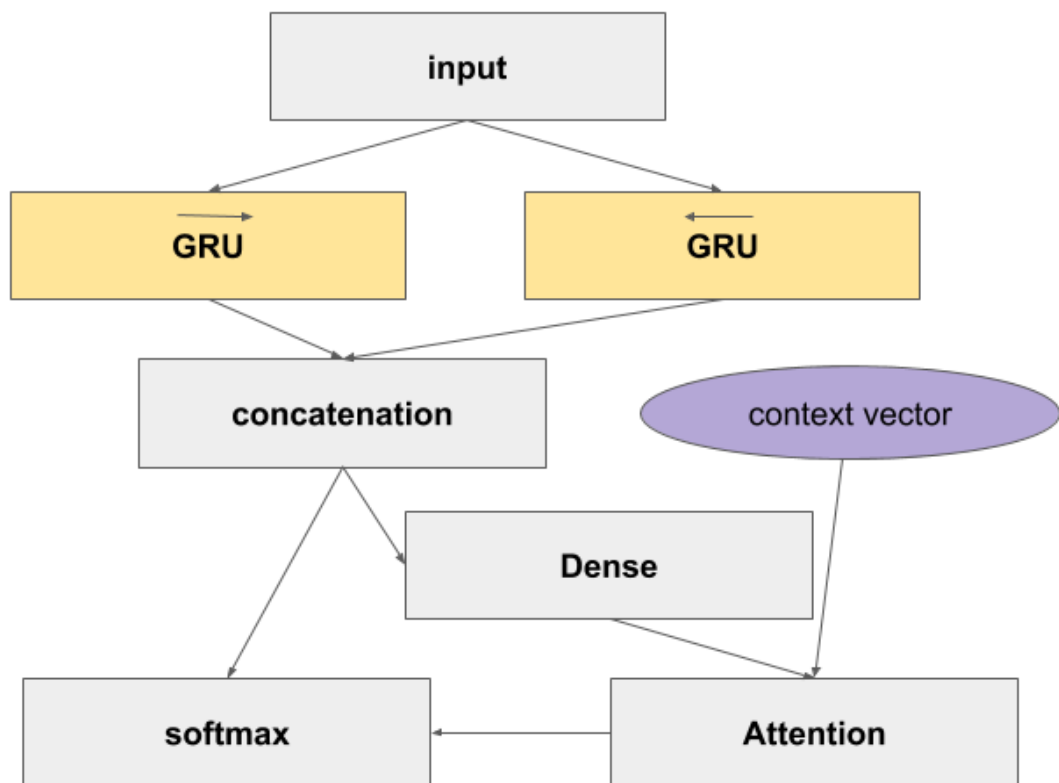 input
GRU
GRU
concatenation
context vector
Dense
softmax
Attention